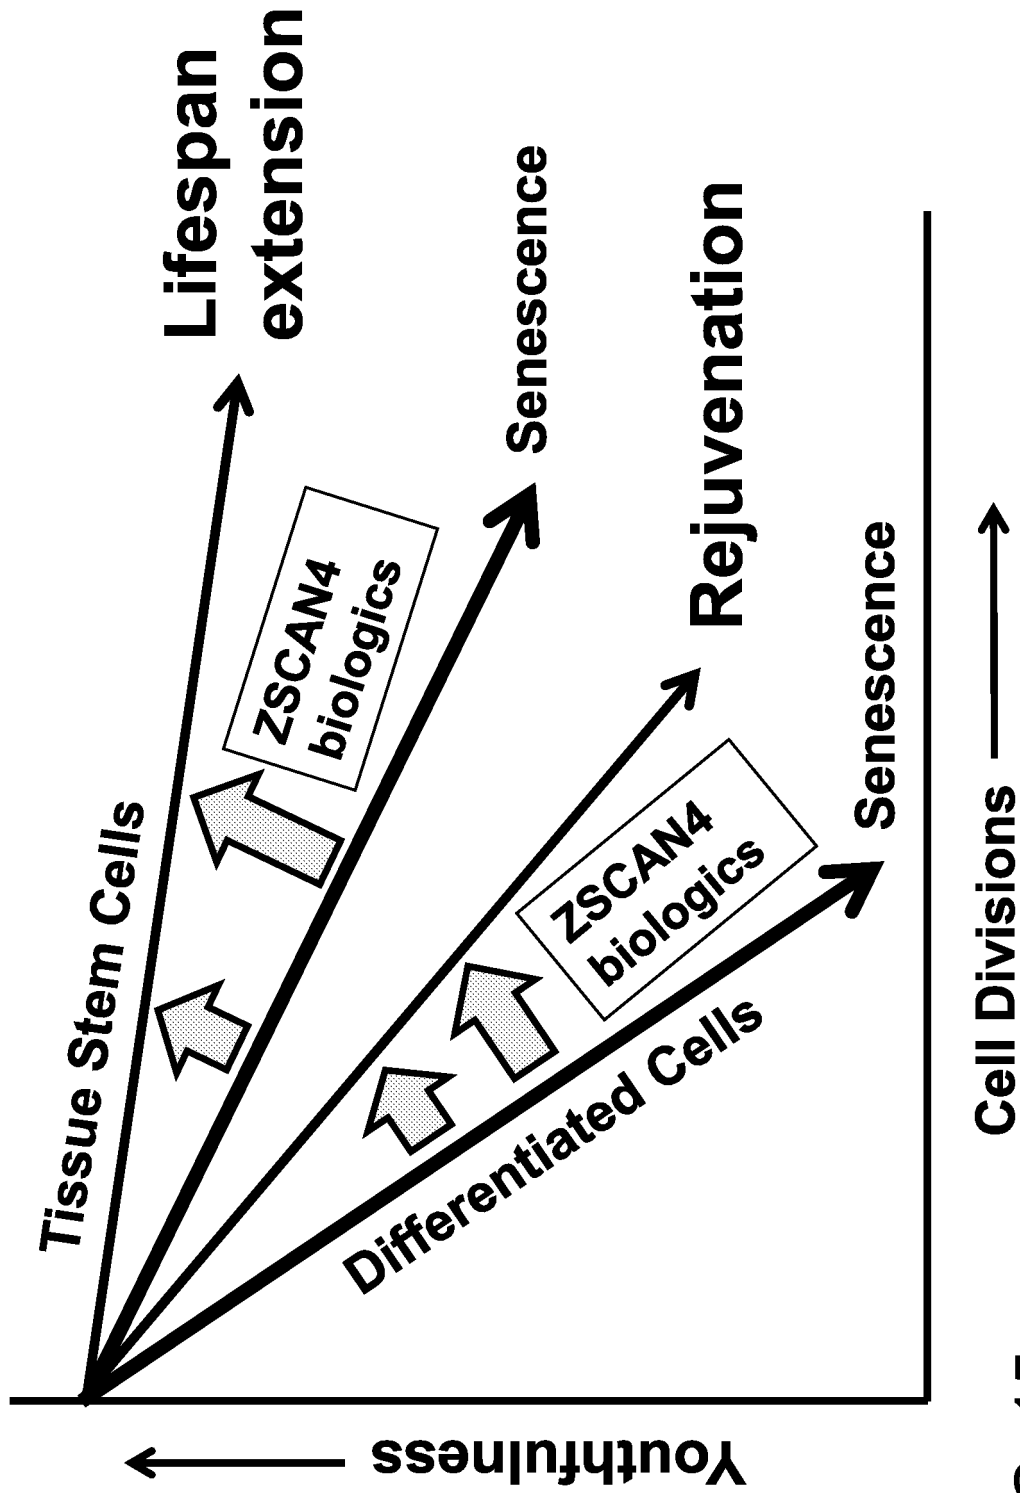 Youthfulness
Tissue Stem Cells
Lifespan
extension
ZSCAN4
biologics
Senescence
Rejuvenation
ZSCAN4
biologics
Differentiated Cells
Senescence
Cell Divisions